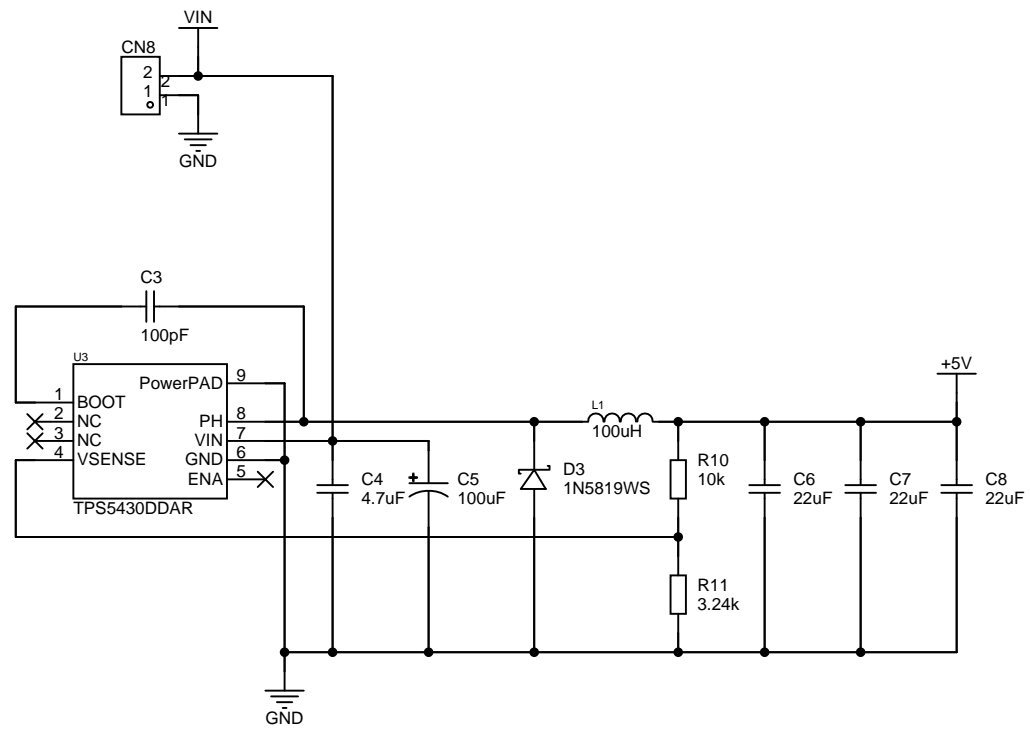 VIN
CN8
2
2
1
1
GND
C3
100pF
U3
PowerPAD 9
1 BOOT
2 NC
PH 8
3 NC
VIN 7
4 VSENSE
GND 6
ENA 5
TPS5430DDAR
C4
4.7uF
+
C5
100uF
D3
1N5819WS
L1
100uH
R10
10k
R11
3.24k
C6
22uF
C7
22uF
C8
22uF
+5V
GND